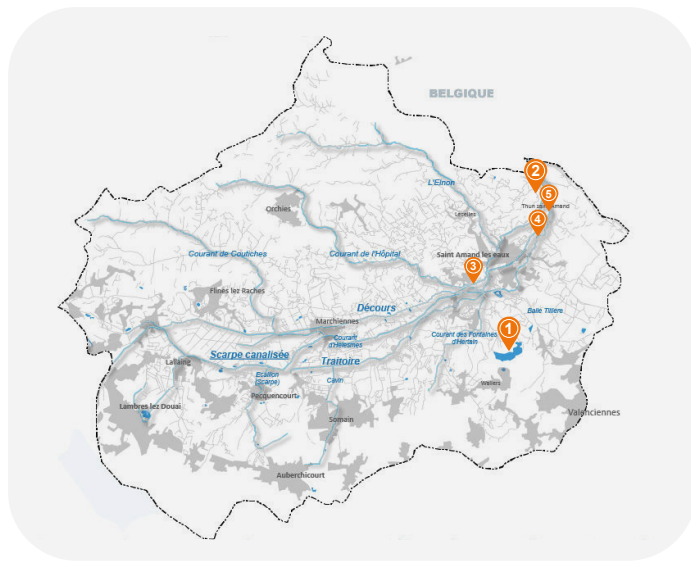 BELGIQUE
2
L'Elnon
5
Thun saint Amand
Lecelles
Orchies
4
Courant de Coutiches
Courant de l'Hôpital
Saint Amand les eaux
3
Flines lez Raches
Décours
Balle Tillière
Marchiennes
1
Courant
d'Hélesmes
Courant des Fontaines
d'Hertain
Scarpe canalisée
Traitoire
Lallaing
Ecaillon
(Scarpe)
Cavin
Wallers
Pecquencourt
Lambres lez Douai
Valenciennes
Somain
Auberchicourt